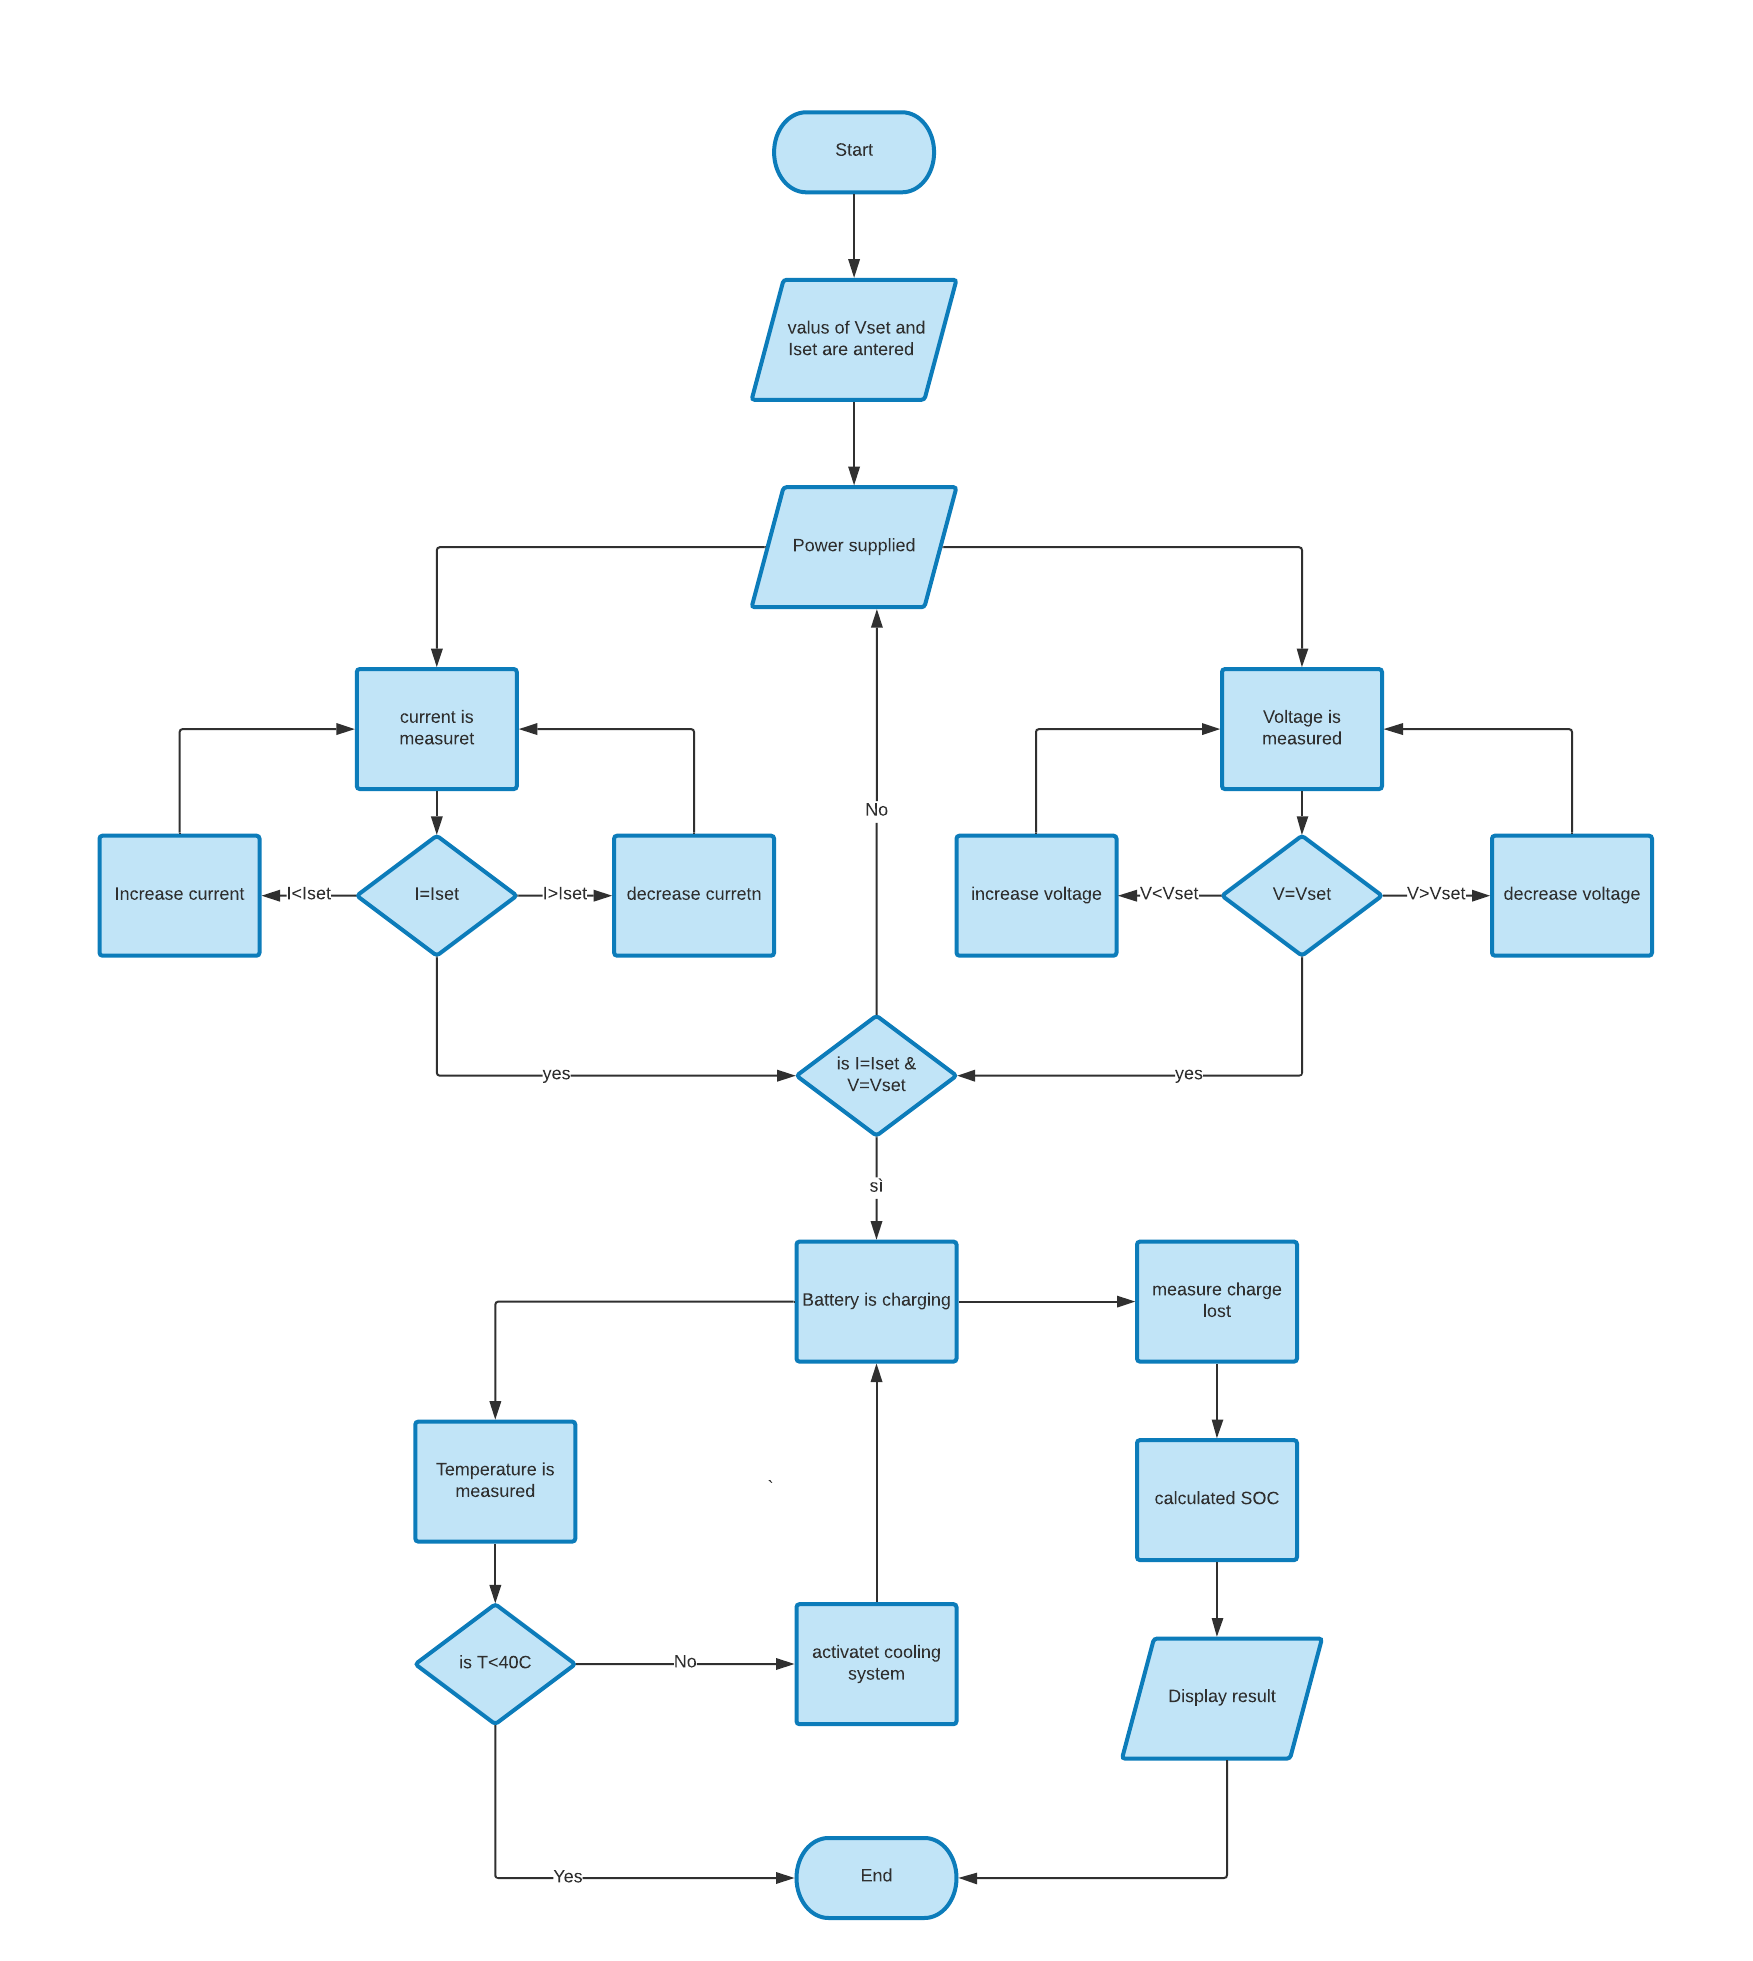 Start
valus of Vset and
Iset are antered
Power supplied
current is
measuret
Voltage is
measured
No
Increase current
I<Iset
I=Iset
I>Iset
decrease curretn
increase voltage
V<Vset
V=Vset
V>Vset
decrease voltage
is I=Iset &
V=Vset
yes
yes
sì
Battery is charging
measure charge
lost
Temperature is
measured
`
calculated SOC
is T<40C
No
activatet cooling
system
Display result
Yes
End